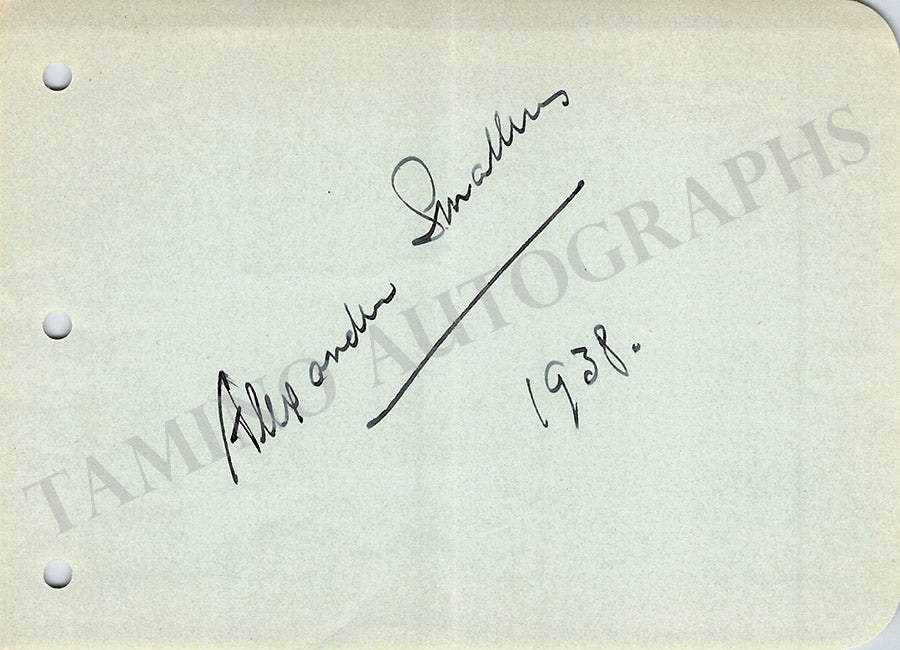 Alexander Smallens
1938.
TAMINO AUTOGRAPHS